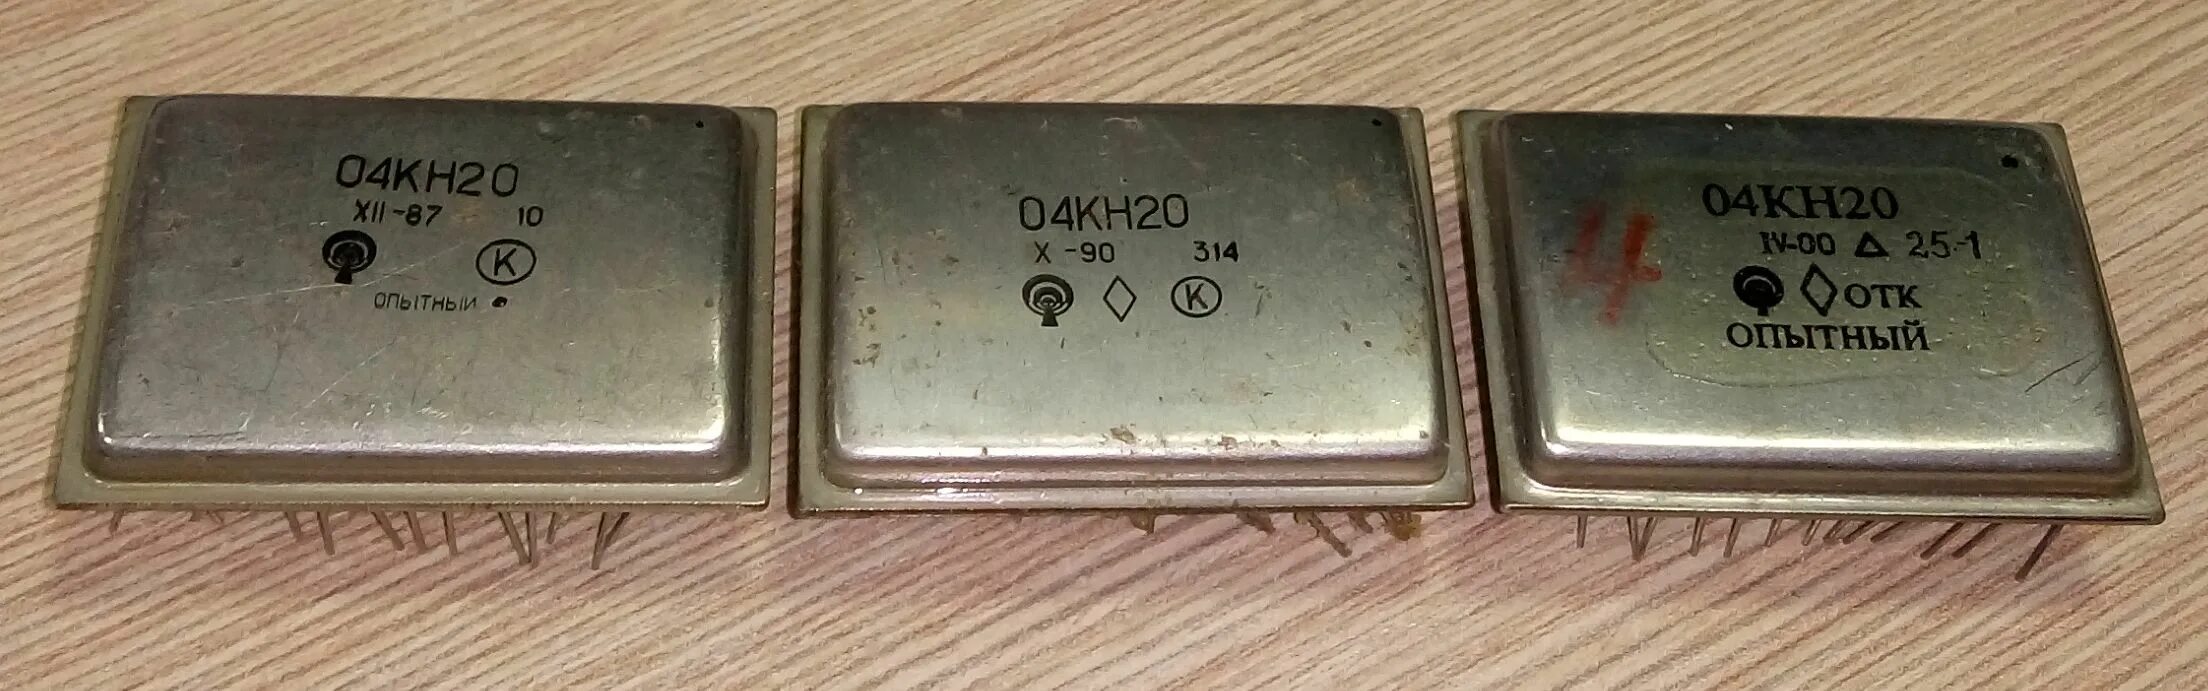 04КН20
XII-87 10
К
ОПЫТНЫЙ
04КН20
X-90 314
К
04КН20
IV-00 Δ 25-1
ОТК
ОПЫТНЫЙ
4